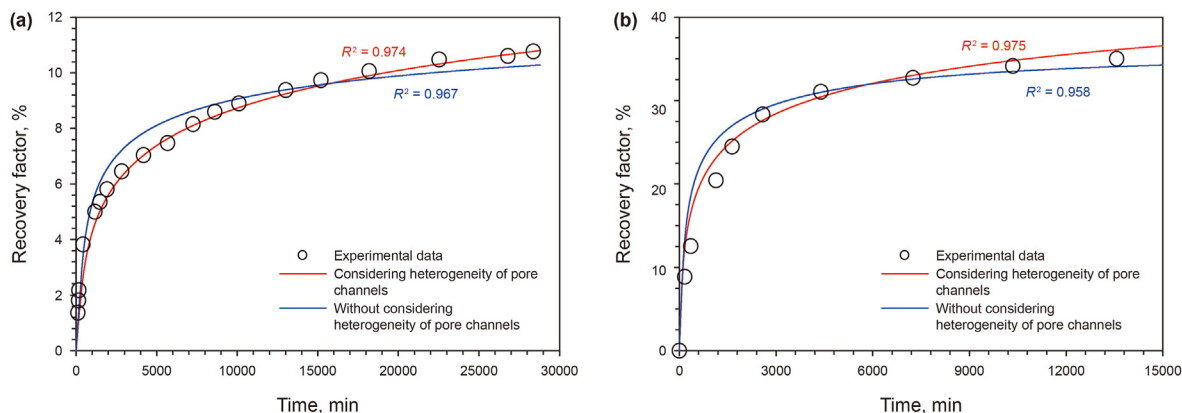 (a)
12
10
8
6
4
2
0
Recovery factor, %
R² = 0.974
R² = 0.967
Experimental data
Considering heterogeneity of pore
channels
Without considering
heterogeneity of pore channels
0
5000
10000
15000
20000
25000
30000
Time, min
(b)
40
30
20
10
0
Recovery factor, %
R² = 0.975
R² = 0.958
Experimental data
Considering heterogeneity of pore
channels
Without considering
heterogeneity of pore channels
0
3000
6000
9000
12000
15000
Time, min